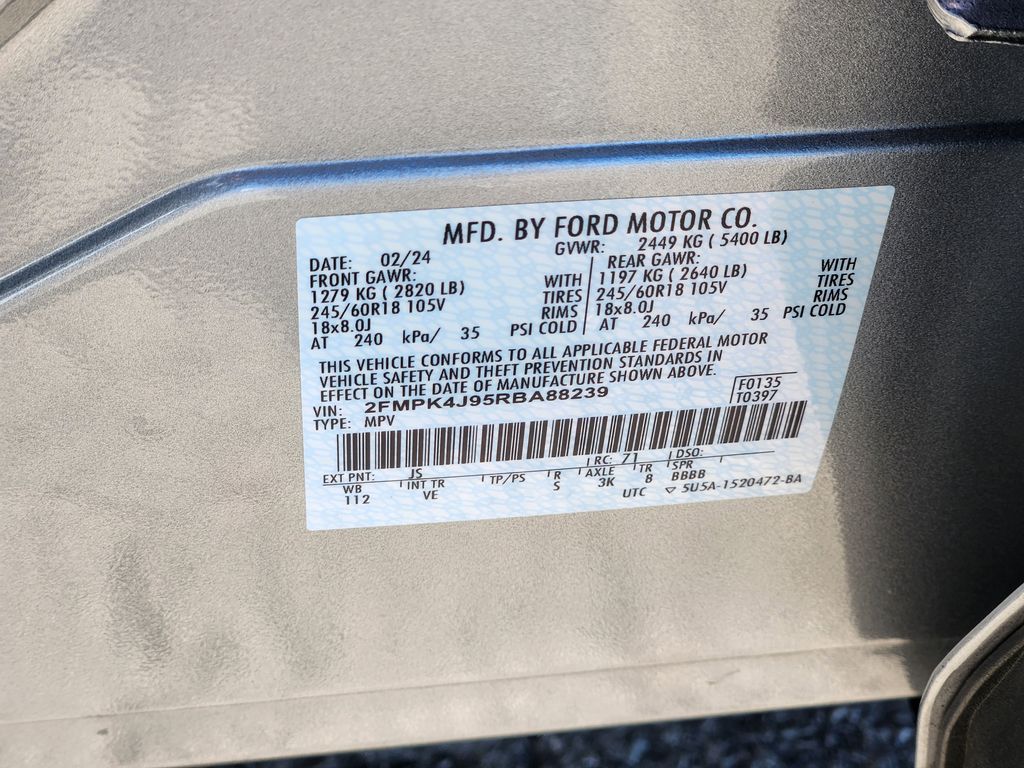 MFD. BY FORD MOTOR CO.
DATE: 02/24 GVWR: 2449 KG ( 5400 LB)
FRONT GAWR: REAR GAWR:
1279 KG ( 2820 LB) WITH 1197 KG ( 2640 LB) WITH
245/60R18 105V TIRES 245/60R18 105V TIRES
18x8.0J RIMS 18x8.0J RIMS
AT 240 kPa/ 35 PSI COLD AT 240 kPa/ 35 PSI COLD
THIS VEHICLE CONFORMS TO ALL APPLICABLE FEDERAL MOTOR
VEHICLE SAFETY AND THEFT PREVENTION STANDARDS IN
EFFECT ON THE DATE OF MANUFACTURE SHOWN ABOVE.
VIN: 2FMPK4J95RBA88239 F0135
TYPE: MPV T0397
EXT PNT: JS RC: 71 DSO:
WB INT TR TP/PS R AXLE TR SPR
112 VE S 3K B BBBB
UTC ▽ 5U5A-1520472-BA